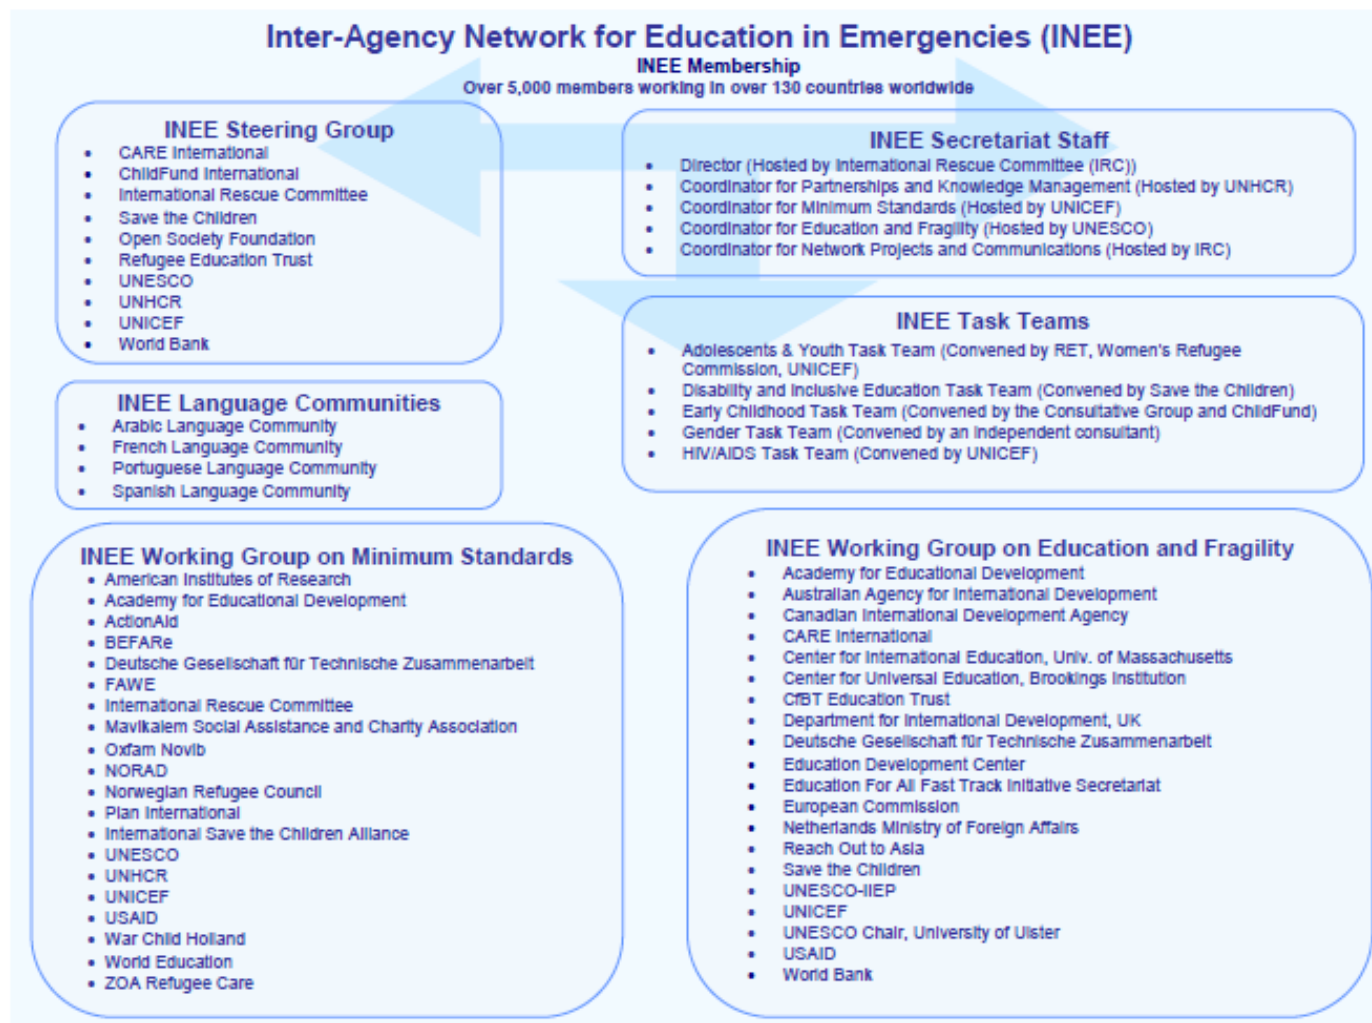 Inter-Agency Network for Education in Emergencies (INEE)
INEE Membership
Over 5,000 members working in over 130 countries worldwide
INEE Steering Group
• CARE International
• ChildFund International
• International Rescue Committee
• Save the Children
• Open Society Foundation
• Refugee Education Trust
• UNESCO
• UNHCR
• UNICEF
• World Bank
INEE Secretariat Staff
• Director (Hosted by International Rescue Committee (IRC))
• Coordinator for Partnerships and Knowledge Management (Hosted by UNHCR)
• Coordinator for Minimum Standards (Hosted by UNICEF)
• Coordinator for Education and Fragility (Hosted by UNESCO)
• Coordinator for Network Projects and Communications (Hosted by IRC)
INEE Language Communities
• Arabic Language Community
• French Language Community
• Portuguese Language Community
• Spanish Language Community
INEE Task Teams
• Adolescents & Youth Task Team (Convened by RET, Women's Refugee
Commission, UNICEF)
• Disability and Inclusive Education Task Team (Convened by Save the Children)
• Early Childhood Task Team (Convened by the Consultative Group and ChildFund)
• Gender Task Team (Convened by an independent consultant)
• HIV/AIDS Task Team (Convened by UNICEF)
INEE Working Group on Minimum Standards
• American Institutes of Research
• Academy for Educational Development
• ActionAid
• BEFARe
• Deutsche Gesellschaft für Technische Zusammenarbeit
• FAWE
• International Rescue Committee
• Mavikalem Social Assistance and Charity Association
• Oxfam Novib
• NORAD
• Norwegian Refugee Council
• Plan International
• International Save the Children Alliance
• UNESCO
• UNHCR
• UNICEF
• USAID
• War Child Holland
• World Education
• ZOA Refugee Care
INEE Working Group on Education and Fragility
• Academy for Educational Development
• Australian Agency for International Development
• Canadian International Development Agency
• CARE International
• Center for International Education, Univ. of Massachusetts
• Center for Universal Education, Brookings Institution
• CfBT Education Trust
• Department for International Development, UK
• Deutsche Gesellschaft für Technische Zusammenarbeit
• Education Development Center
• Education For All Fast Track Initiative Secretariat
• European Commission
• Netherlands Ministry of Foreign Affairs
• Reach Out to Asia
• Save the Children
• UNESCO-IIEP
• UNICEF
• UNESCO Chair, University of Ulster
• USAID
• World Bank